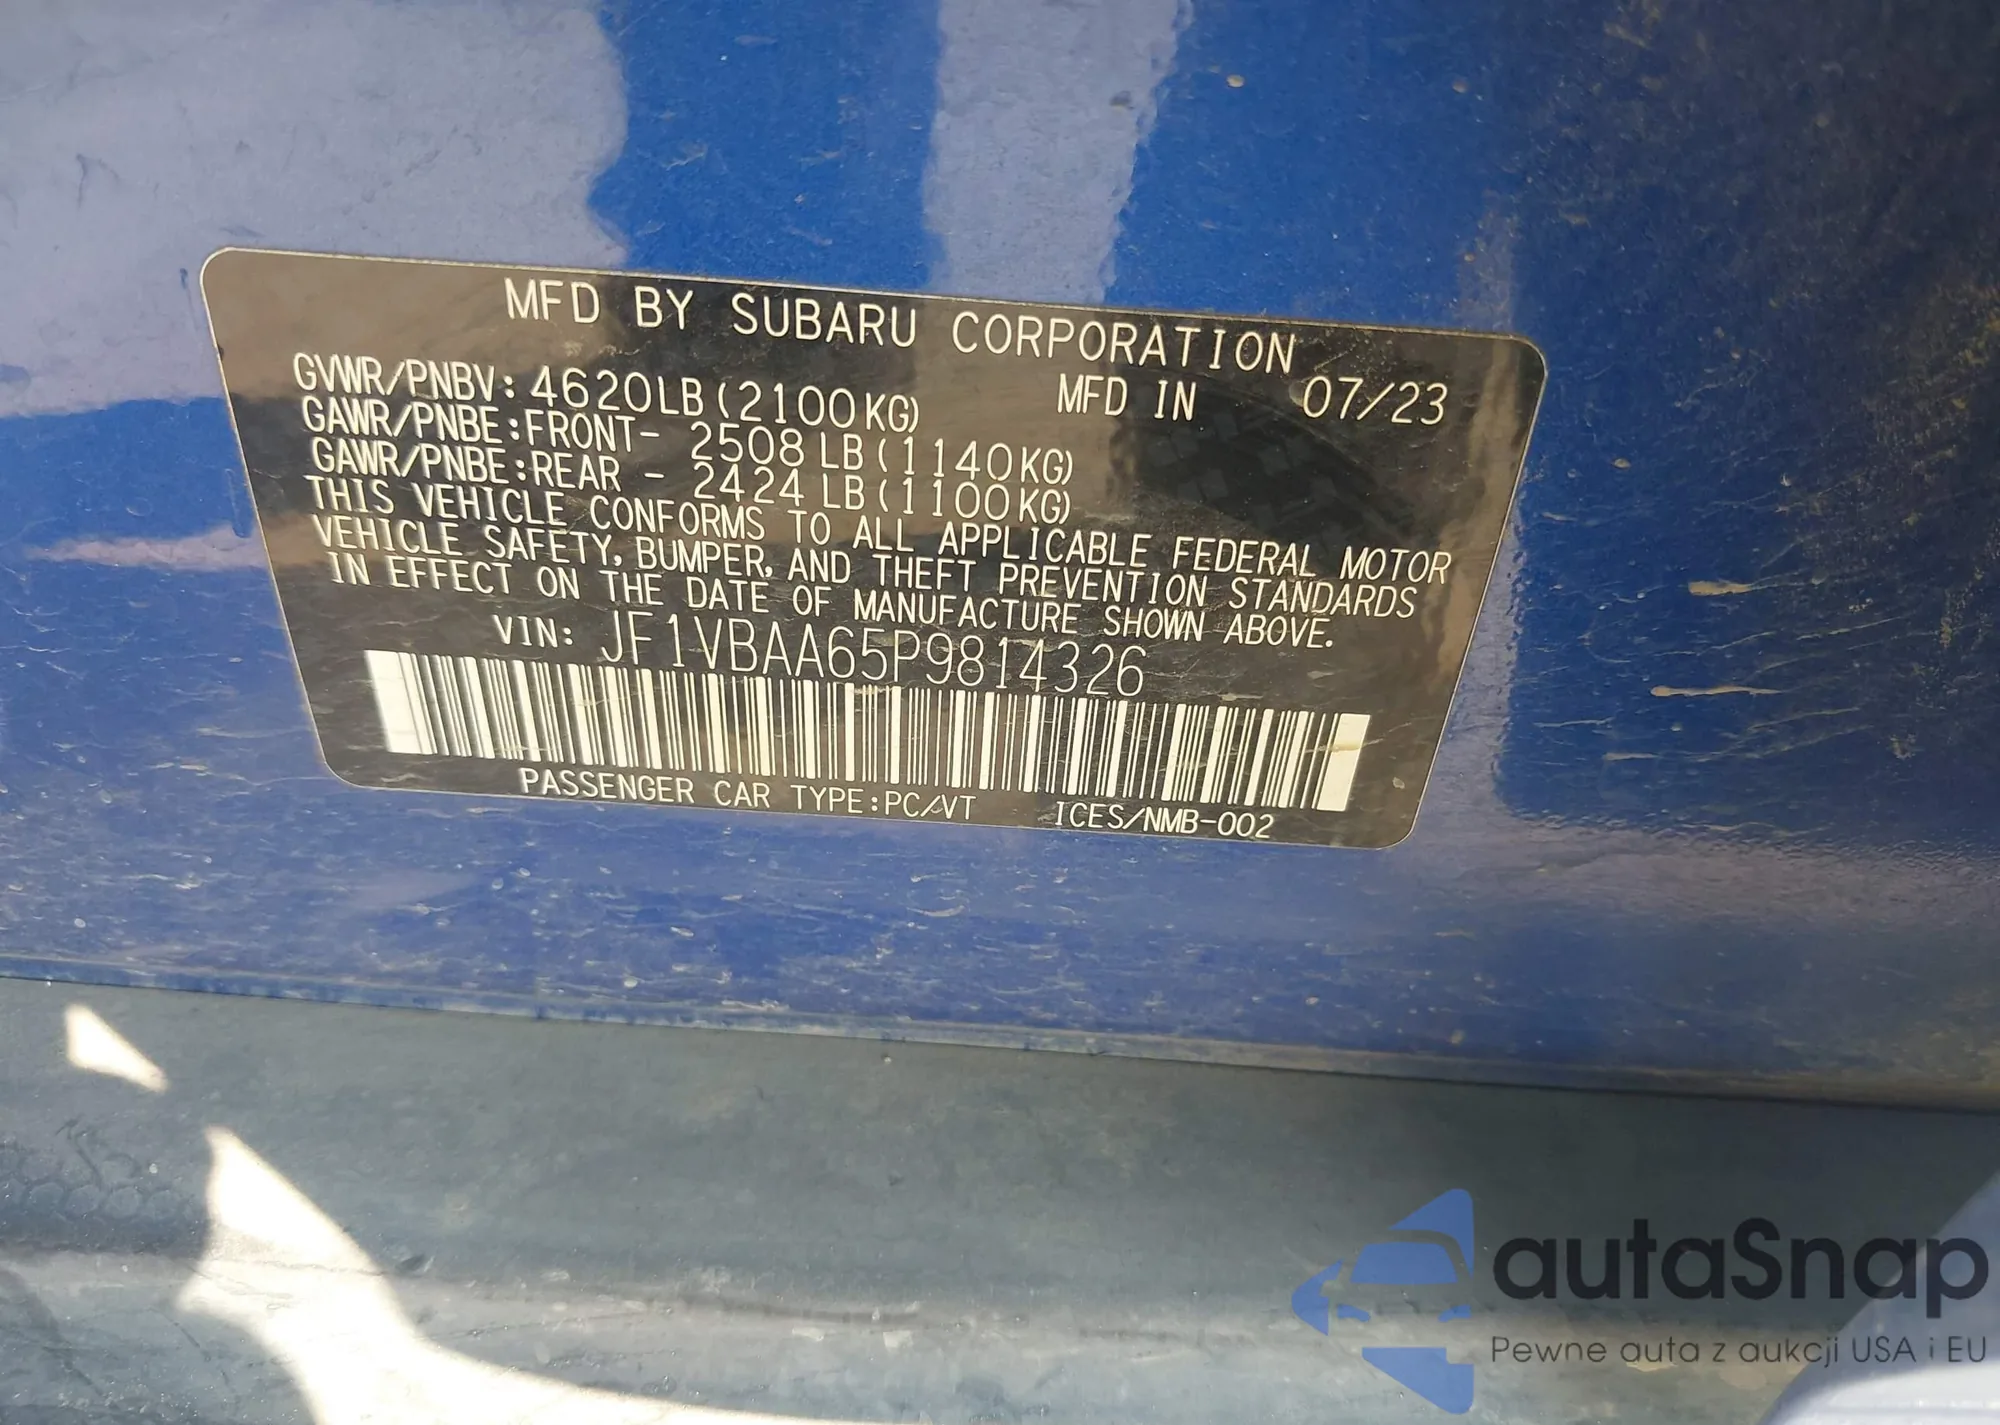 MFD BY SUBARU CORPORATION
GVWR/PNBV: 4620LB (2100KG) MFD IN 07/23
GAWR/PNBE:FRONT- 2508 LB (1140KG)
GAWR/PNBE:REAR - 2424 LB (1100KG)
THIS VEHICLE CONFORMS TO ALL APPLICABLE FEDERAL MOTOR
VEHICLE SAFETY, BUMPER, AND THEFT PREVENTION STANDARDS
IN EFFECT ON THE DATE OF MANUFACTURE SHOWN ABOVE.
VIN: JF1VBAA65P9814326
PASSENGER CAR TYPE:PC/VT ICES/NMB-002
autaSnap
Pewne auta z aukcji USA i EU